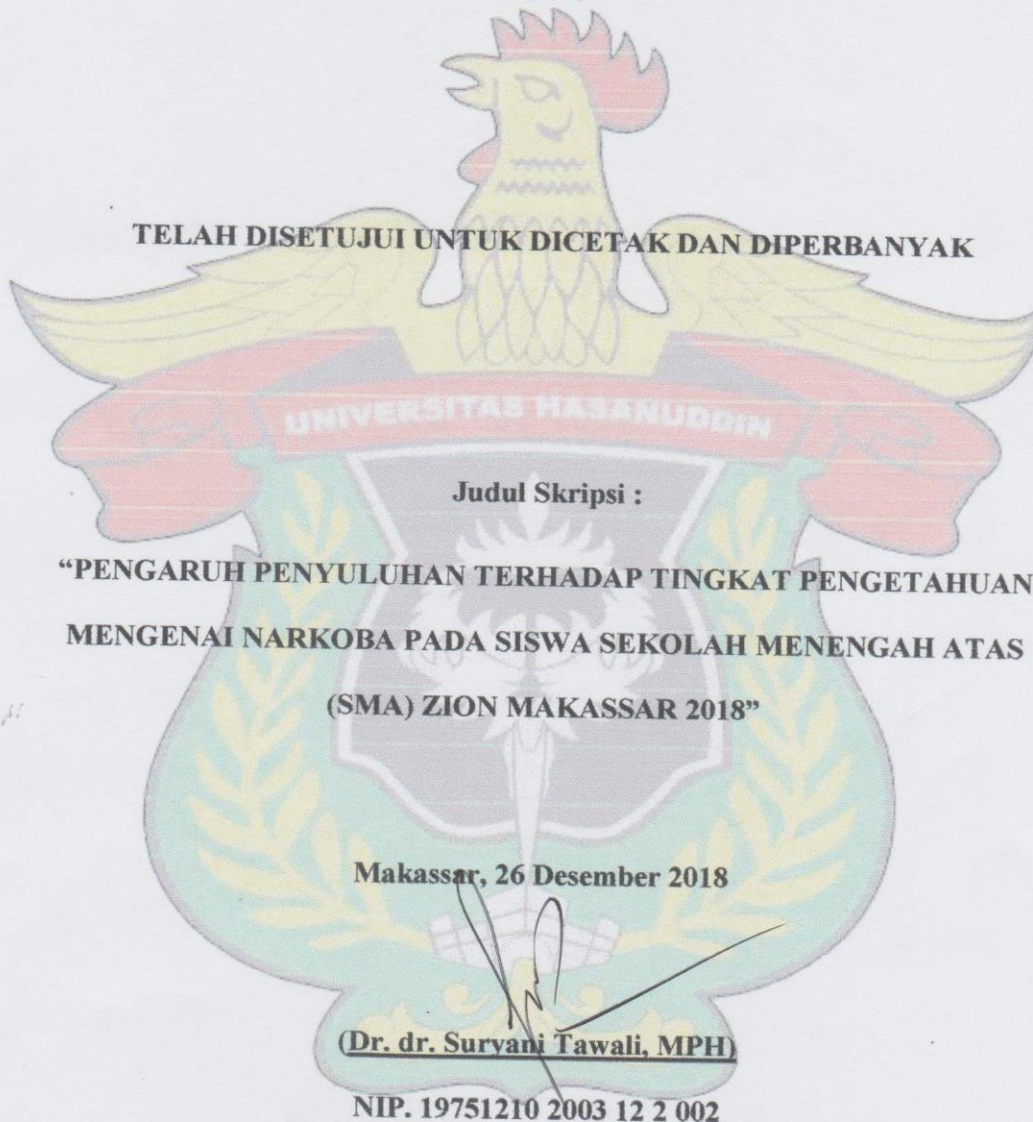 TELAH DISETUJUI UNTUK DICETAK DAN DIPERBANYAK
UNIVERSITAS HASANUDDIN
Judul Skripsi :
“PENGARUH PENYULUHAN TERHADAP TINGKAT PENGETAHUAN
MENGENAI NARKOBA PADA SISWA SEKOLAH MENENGAH ATAS
(SMA) ZION MAKASSAR 2018”
Makassar, 26 Desember 2018
(Dr. dr. Suryani Tawali, MPH)
NIP. 19751210 2003 12 2 002